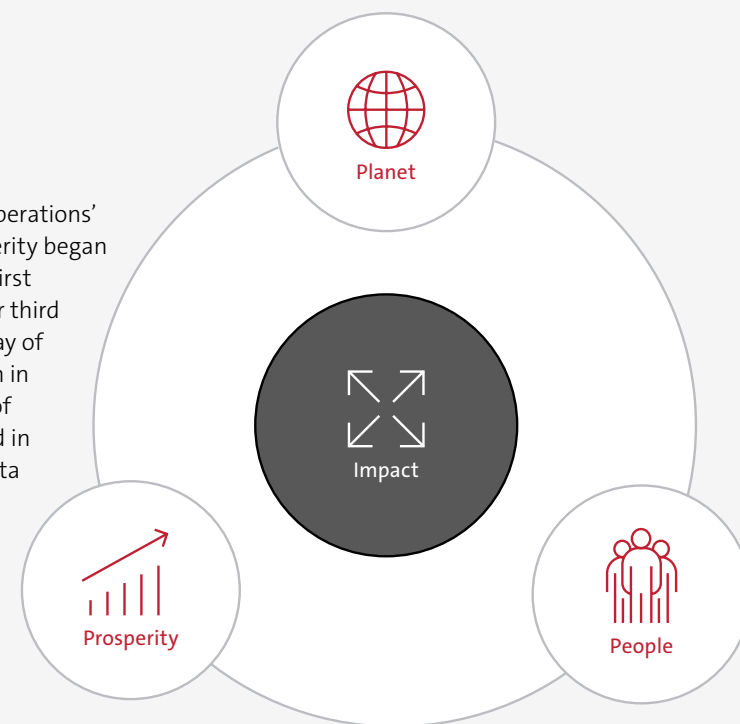 Planet
perations’
erity began
irst
r third
ay of
n in
of
d in
ta
Impact
Prosperity
People